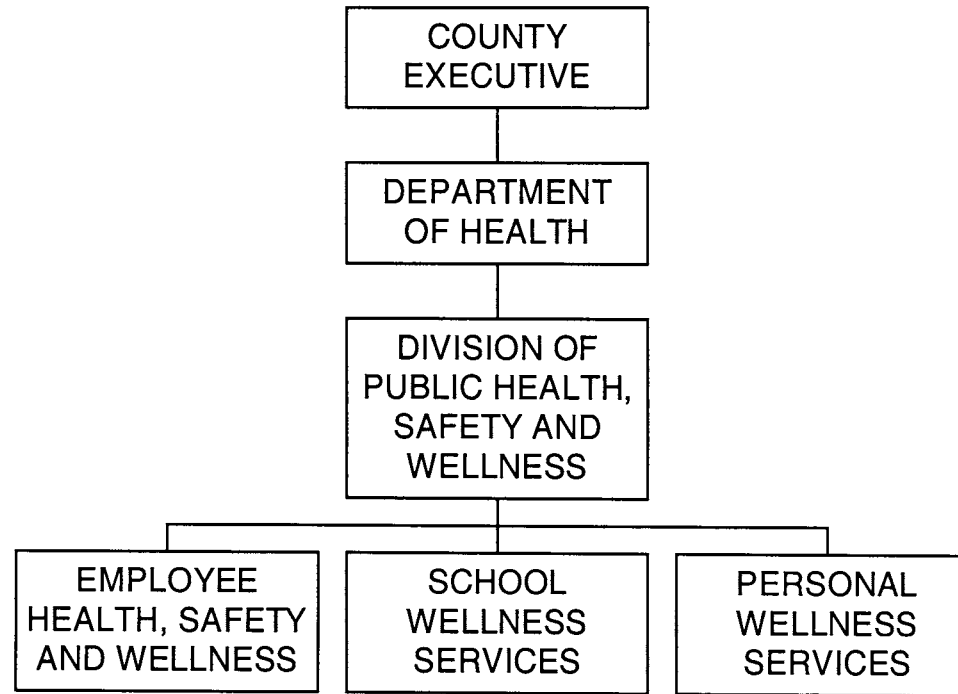 COUNTY
EXECUTIVE
DEPARTMENT
OF HEALTH
DIVISION OF
PUBLIC HEALTH,
SAFETY AND
WELLNESS
EMPLOYEE
HEALTH, SAFETY
AND WELLNESS
SCHOOL
WELLNESS
SERVICES
PERSONAL
WELLNESS
SERVICES